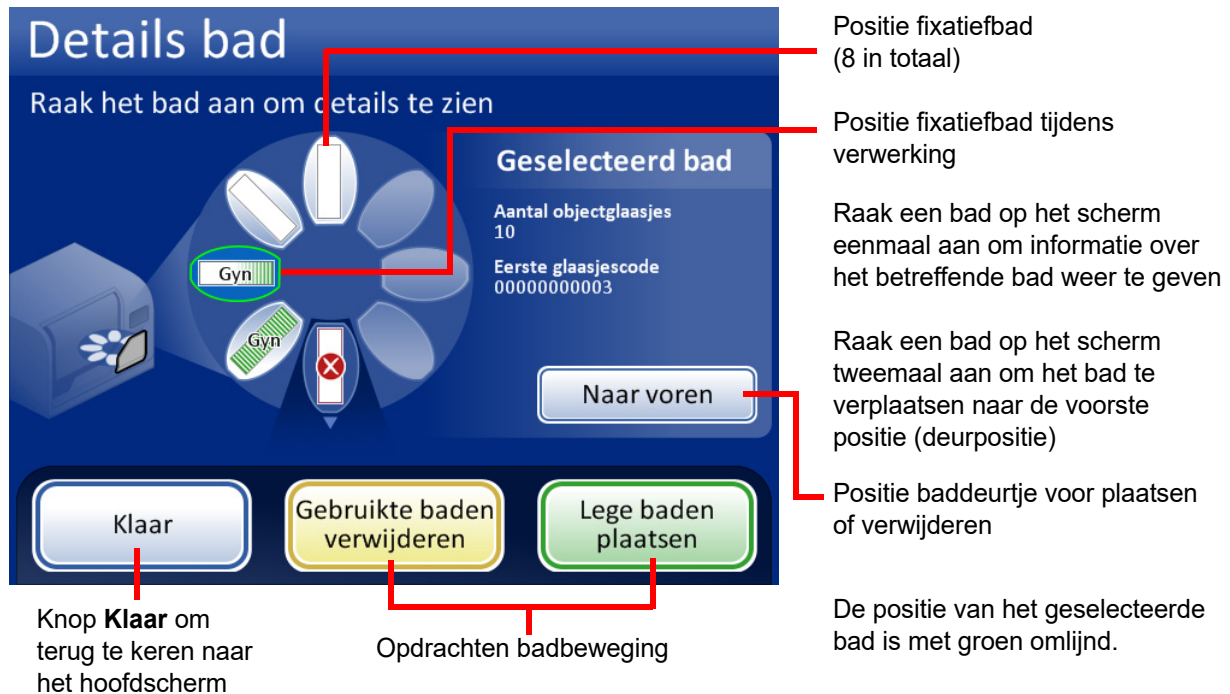 Details bad
Raak het bad aan om details te zien
Gyn
Gyn
Geselecteerd bad
Aantal objectglaasjes
10
Eerste glaasjescode
00000000003
Naar voren
Klaar
Gebruikte baden
verwijderen
Lege baden
plaatsen
Positie fixatiefbad
(8 in totaal)
Positie fixatiefbad tijdens
verwerking
Raak een bad op het scherm
eenmaal aan om informatie over
het betreffende bad weer te geven
Raak een bad op het scherm
tweemaal aan om het bad te
verplaatsen naar de voorste
positie (deurpositie)
Positie baddeurtje voor plaatsen
of verwijderen
De positie van het geselecteerde
bad is met groen omlijnd.
Knop Klaar om
terug te keren naar
het hoofdscherm
Opdrachten badbeweging